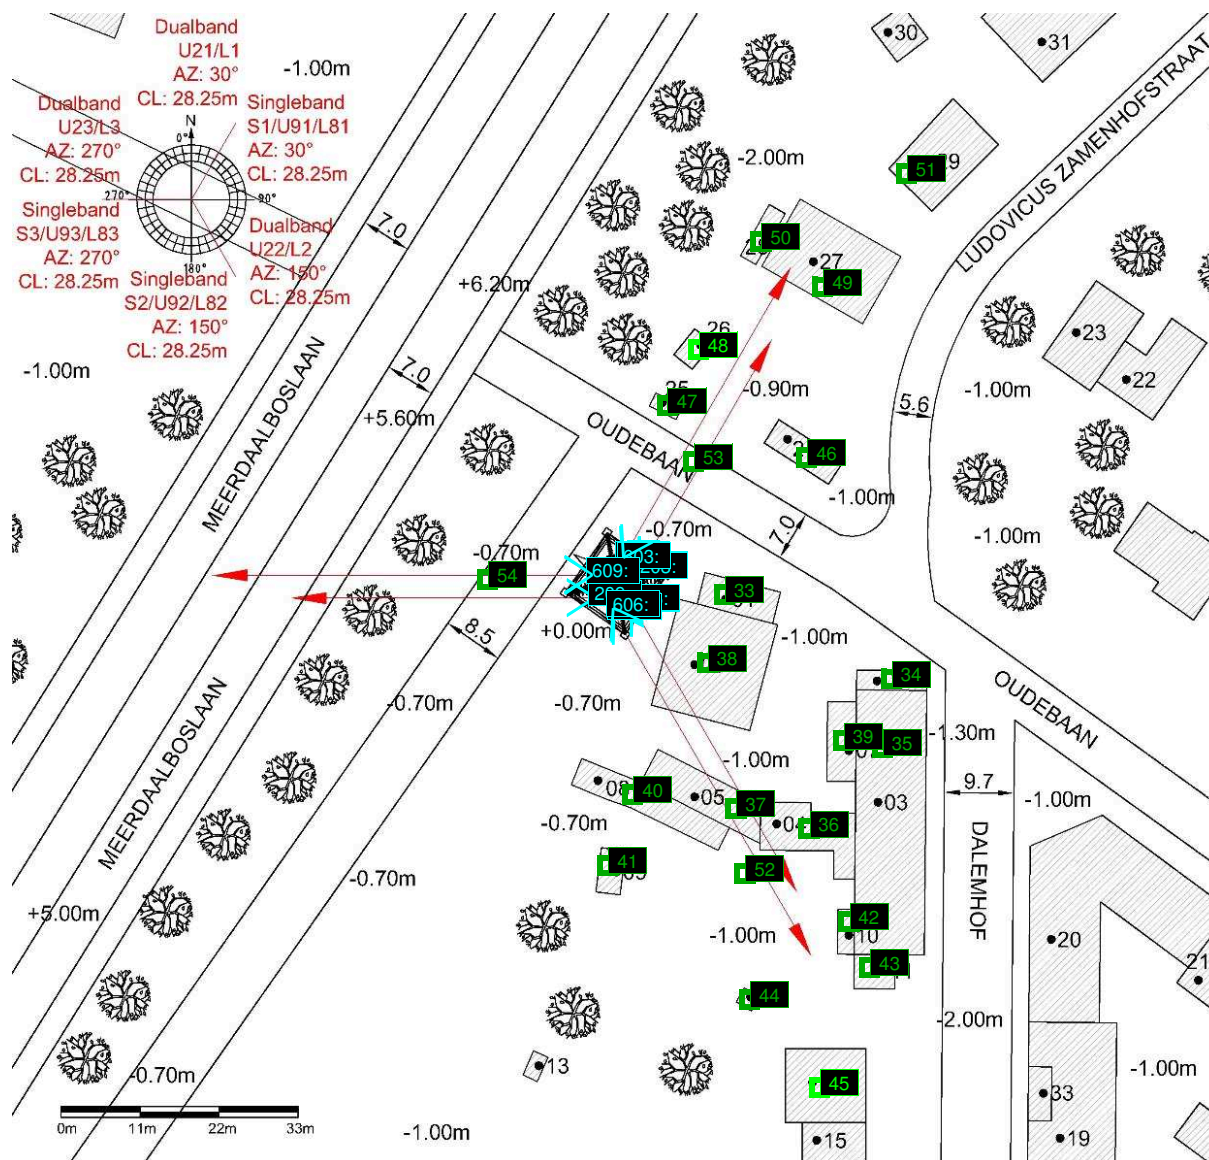 Dualband
U21/L1
AZ: 30°
CL: 28.25m
-1.00m
Dualband
U23/L3
AZ: 270°
CL: 28.25m
Singleband
S1/U91/L81
AZ: 30°
CL: 28.25m
N
0°
90°
180°
270°
Singleband
S3/U93/L83
AZ: 270°
CL: 28.25m
Dualband
U22/L2
AZ: 150°
CL: 28.25m
Singleband
S2/U92/L82
AZ: 150°
CL: 28.25m
30
31
-2.00m
51
LUDOVICUS ZAMENHOFSTRAAT
7.0
50
27
49
+6.20m
48
23
22
-1.00m
MEERDAALBOSLAAN
7.0
+5.60m
47
-0.90m
-1.00m
5.6
OUDEBAAN
53
46
-1.00m
-0.70m
7.0
-1.00m
-0.70m
54
609:
606:
33
+0.00m
-1.00m
8.5
38
34
OUDEBAAN
-0.70m
-0.70m
MEERDAALBOSLAAN
39
35
-1.30m
-1.00m
9.7
-1.00m
40
05
37
03
04
36
-0.70m
DALEMHOF
41
52
-0.70m
+5.00m
42
10
-1.00m
20
43
21
44
-2.00m
13
-0.70m
45
-1.00m
33
0m
11m
22m
33m
-1.00m
15
19